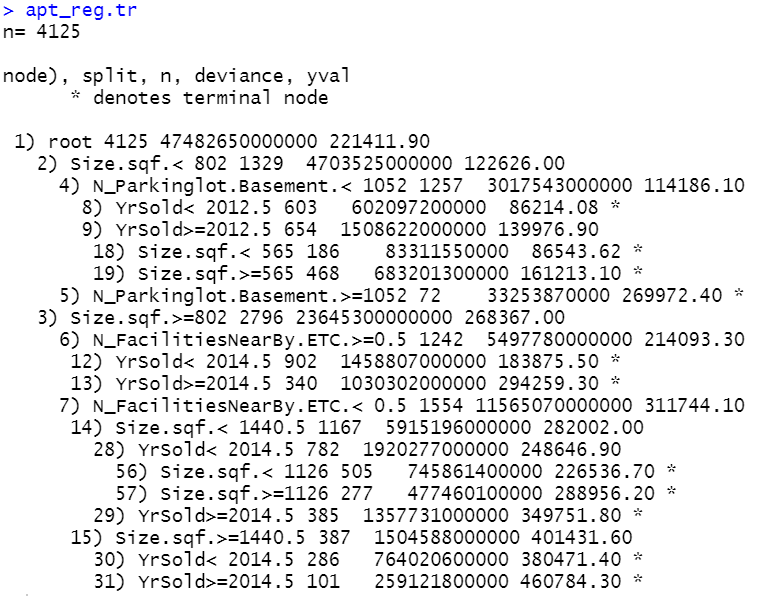 > apt_reg.tr
n= 4125
node), split, n, deviance, yval
* denotes terminal node
1) root 4125 47482650000000 221411.90
2) Size.sqf.< 802 1329 4703525000000 122626.00
4) N_Parkinglot.Basement.< 1052 1257 3017543000000 114186.10
8) YrSold< 2012.5 603 602097200000 86214.08 *
9) YrSold>=2012.5 654 1508622000000 139976.90
18) Size.sqf.< 565 186 83311550000 86543.62 *
19) Size.sqf.>=565 468 683201300000 161213.10 *
5) N_Parkinglot.Basement.>=1052 72 33253870000 269972.40 *
3) Size.sqf.>=802 2796 23645300000000 268367.00
6) N_FacilitiesNearBy.ETC.>=0.5 1242 5497780000000 214093.30
12) YrSold< 2014.5 902 1458807000000 183875.50 *
13) YrSold>=2014.5 340 1030302000000 294259.30 *
7) N_FacilitiesNearBy.ETC.< 0.5 1554 11565070000000 311744.10
14) Size.sqf.< 1440.5 1167 5915196000000 282002.00
28) YrSold< 2014.5 782 1920277000000 248646.90
56) Size.sqf.< 1126 505 745861400000 226536.70 *
57) Size.sqf.>=1126 277 477460100000 288956.20 *
29) YrSold>=2014.5 385 1357731000000 349751.80 *
15) Size.sqf.>=1440.5 387 1504588000000 401431.60
30) YrSold< 2014.5 286 764020600000 380471.40 *
31) YrSold>=2014.5 101 259121800000 460784.30 *